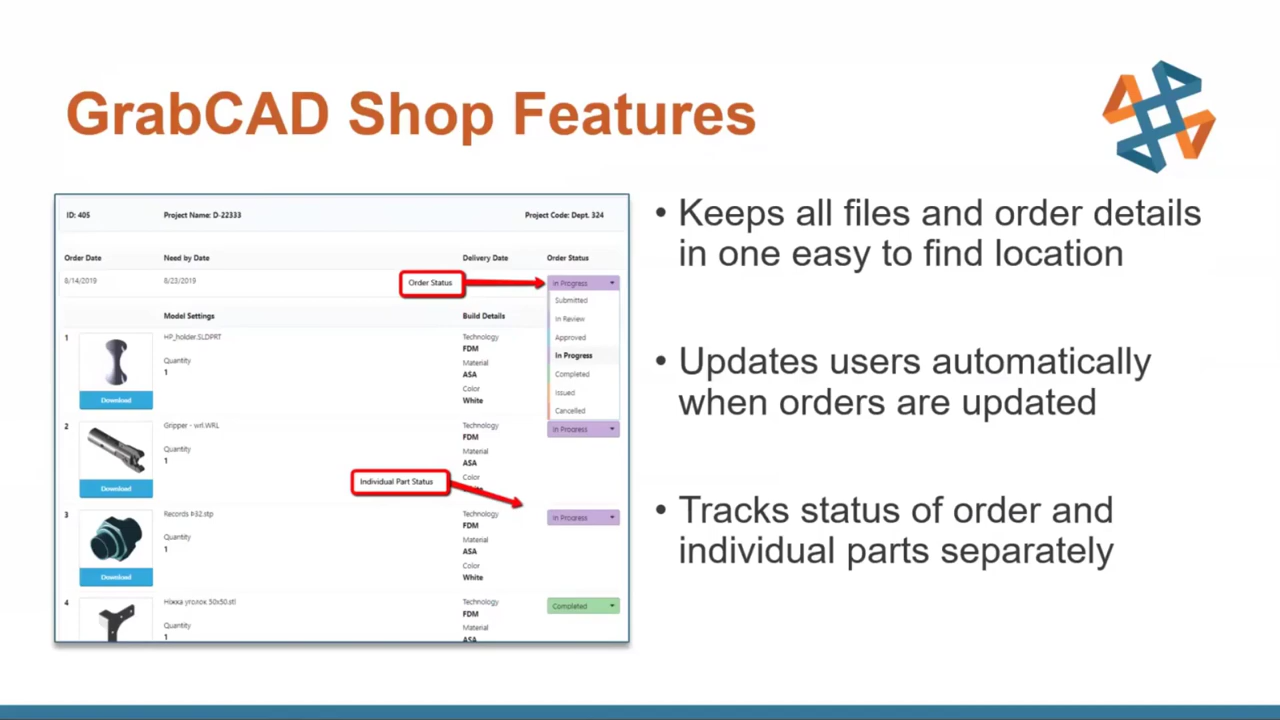 GrabCAD Shop Features
ID: 405 Project Name: D-22333 Project Code: Dept. 324
Order Date Need by Date Delivery Date Order Status
8/14/2019 8/23/2019 Order Status In Progress
Submitted
In Review
Approved
In Progress
Completed
Issued
Cancelled
Model Settings Build Details
1 HP_holder.SLDPRT Technology
FDM
Quantity Material
1 ASA
Color
Download White
2 Gripper - wrl.WRL Technology In Progress
FDM
Quantity Material
1 ASA
Color
Download
Individual Part Status
3 Records Þ32.stp Technology In Progress
FDM
Quantity Material
1 ASA
Color
Download White
4 Ніжка уголок 50x50.stl Technology Completed
FDM
Quantity Material
1 ASA
• Keeps all files and order details
in one easy to find location
• Updates users automatically
when orders are updated
• Tracks status of order and
individual parts separately